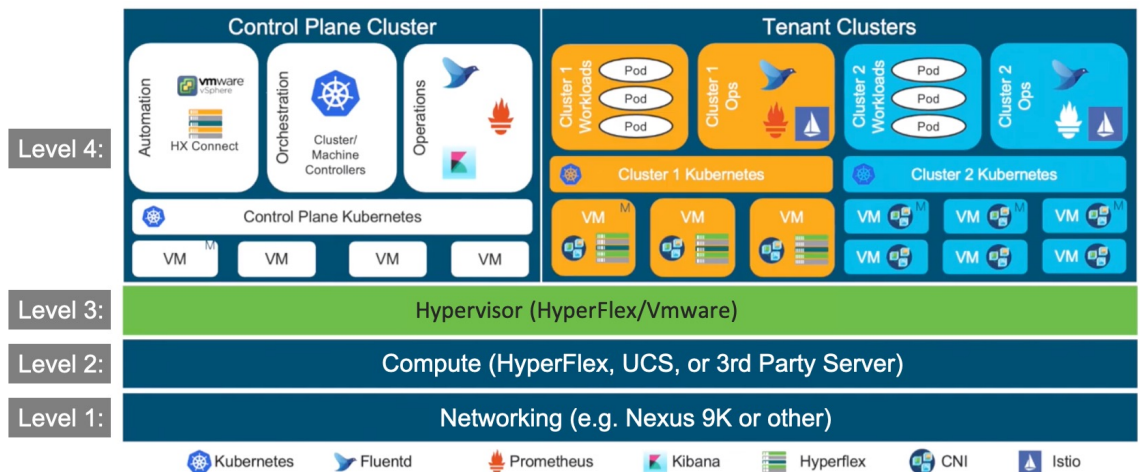 Control Plane Cluster
Tenant Clusters
Level 4:
Automation
vmware
vSphere
HX Connect
Orchestration
Cluster/
Machine
Controllers
Operations
Cluster 1
Workloads
Pod
Pod
Pod
Cluster 1
Ops
Cluster 2
Workloads
Pod
Pod
Pod
Cluster 2
Ops
Control Plane Kubernetes
Cluster 1 Kubernetes
Cluster 2 Kubernetes
VM M
VM
VM
VM
VM M
VM
VM
VM M
VM M
VM M
VM
VM
VM
Level 3:
Hypervisor (HyperFlex/Vmware)
Level 2:
Compute (HyperFlex, UCS, or 3rd Party Server)
Level 1:
Networking (e.g. Nexus 9K or other)
Kubernetes
Fluentd
Prometheus
Kibana
Hyperflex
CNI
Istio